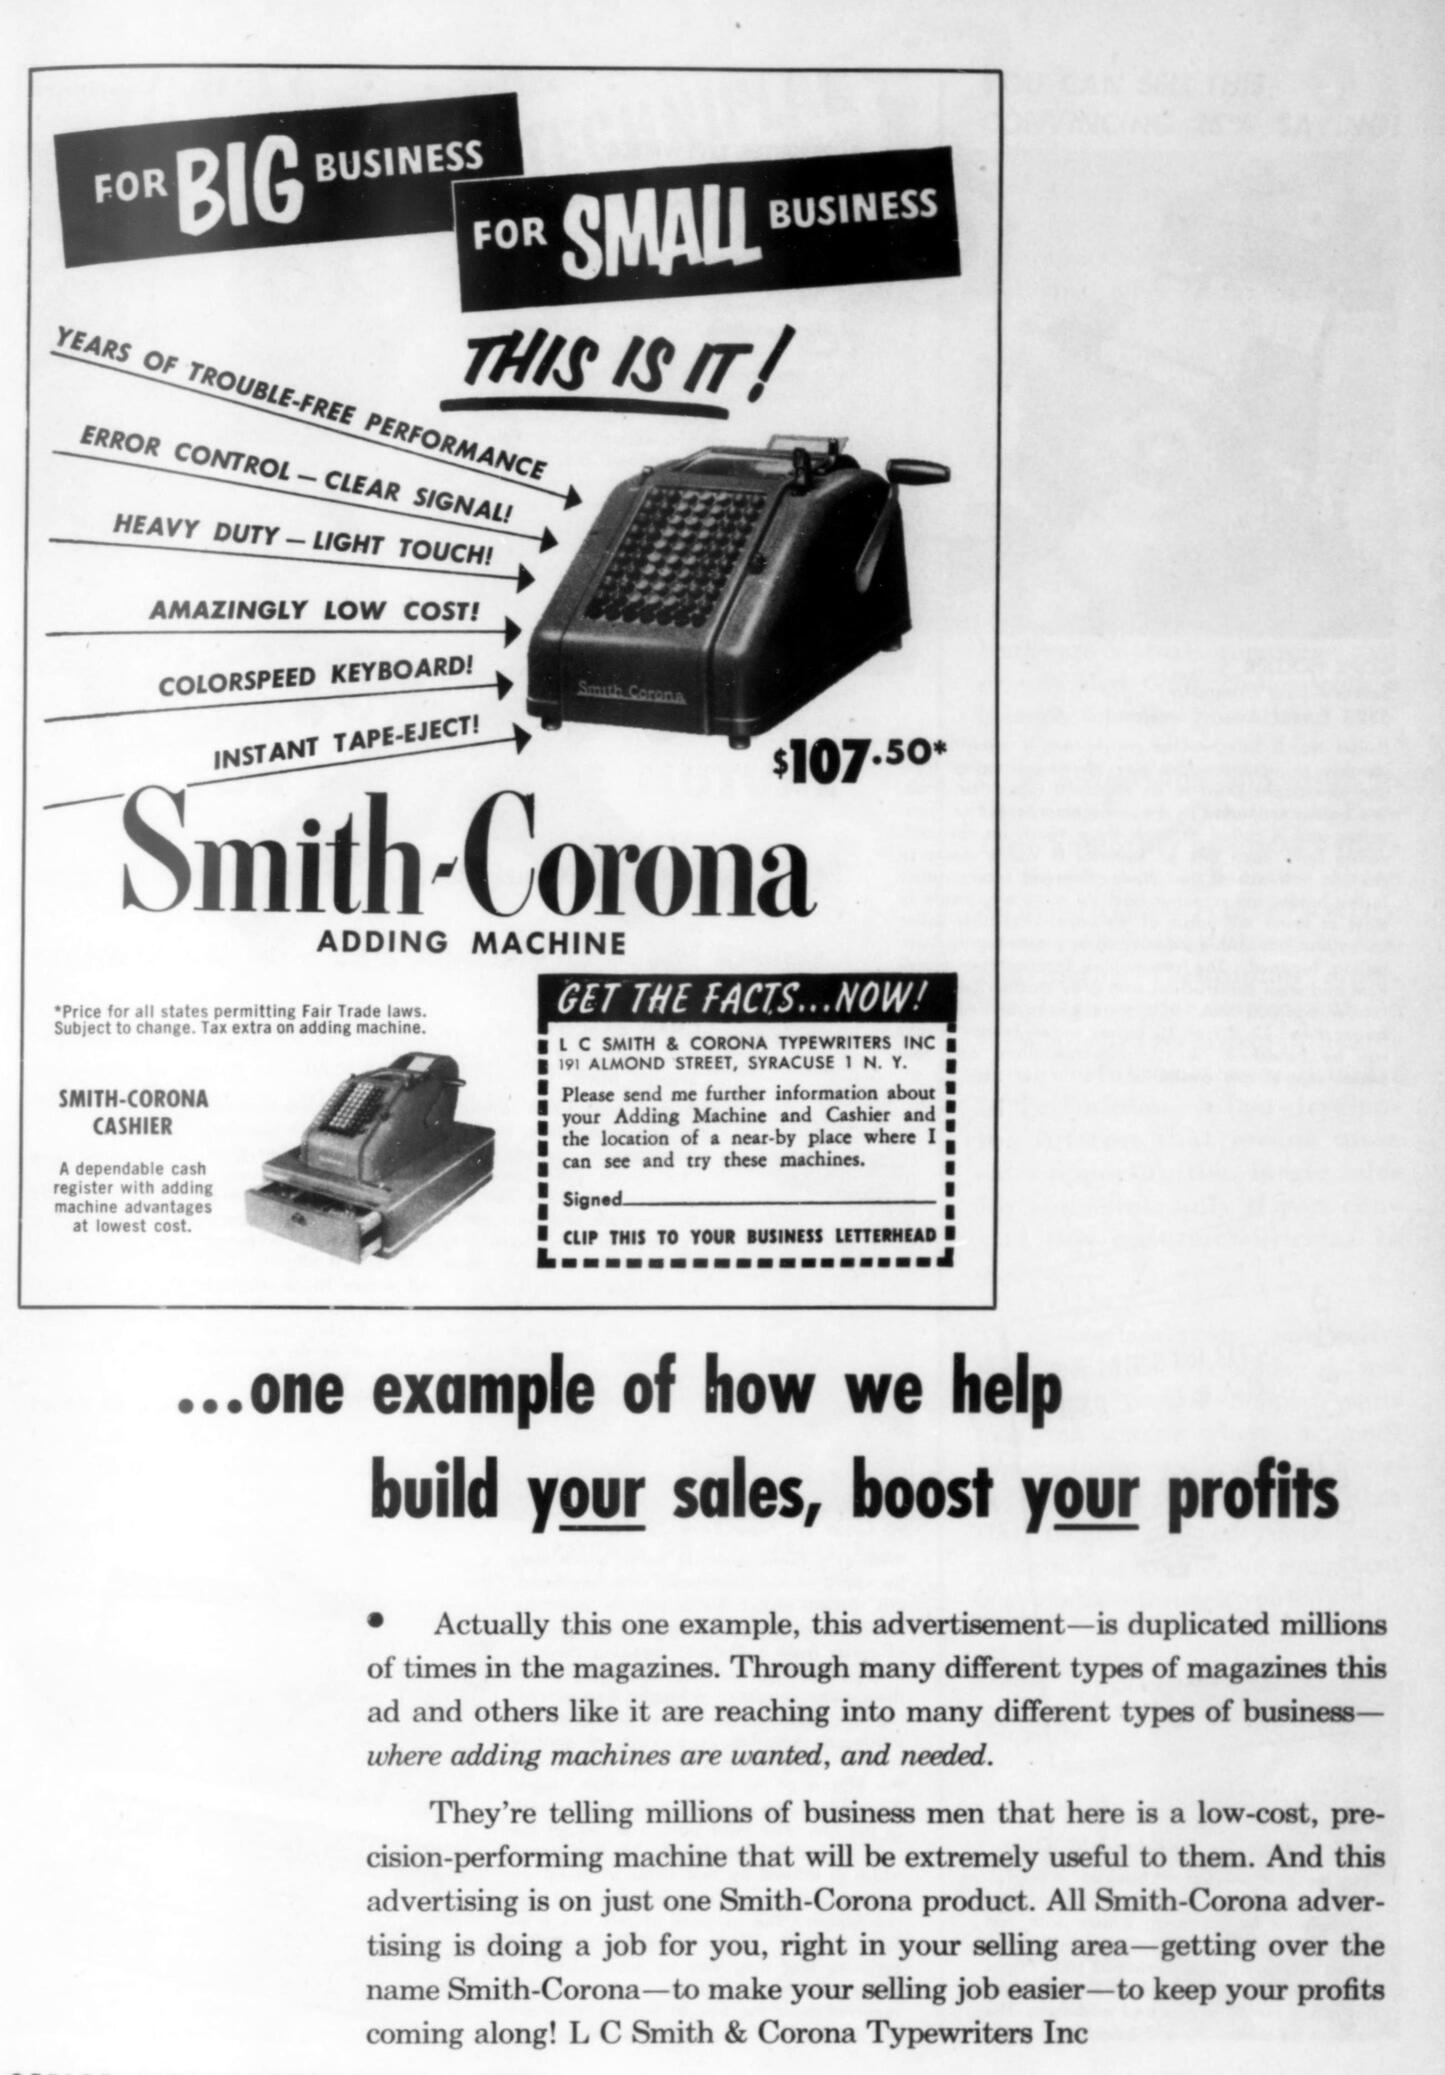 FOR BIG BUSINESS
FOR SMALL BUSINESS
THIS IS IT!
YEARS OF TROUBLE-FREE PERFORMANCE
ERROR CONTROL — CLEAR SIGNAL!
HEAVY DUTY — LIGHT TOUCH!
AMAZINGLY LOW COST!
COLORSPEED KEYBOARD!
INSTANT TAPE-EJECT!
Smith-Corona
$107.50*
Smith-Corona
ADDING MACHINE
*Price for all states permitting Fair Trade laws.
Subject to change. Tax extra on adding machine.
SMITH-CORONA
CASHIER
A dependable cash
register with adding
machine advantages
at lowest cost.
GET THE FACTS...NOW!
L C SMITH & CORONA TYPEWRITERS INC
191 ALMOND STREET, SYRACUSE 1 N. Y.
Please send me further information about
your Adding Machine and Cashier and
the location of a near-by place where I
can see and try these machines.
Signed
CLIP THIS TO YOUR BUSINESS LETTERHEAD
...one example of how we help
build your sales, boost your profits
• Actually this one example, this advertisement—is duplicated millions
of times in the magazines. Through many different types of magazines this
ad and others like it are reaching into many different types of business—
where adding machines are wanted, and needed.
They're telling millions of business men that here is a low-cost, pre-
cision-performing machine that will be extremely useful to them. And this
advertising is on just one Smith-Corona product. All Smith-Corona adver-
tising is doing a job for you, right in your selling area—getting over the
name Smith-Corona—to make your selling job easier—to keep your profits
coming along! L C Smith & Corona Typewriters Inc